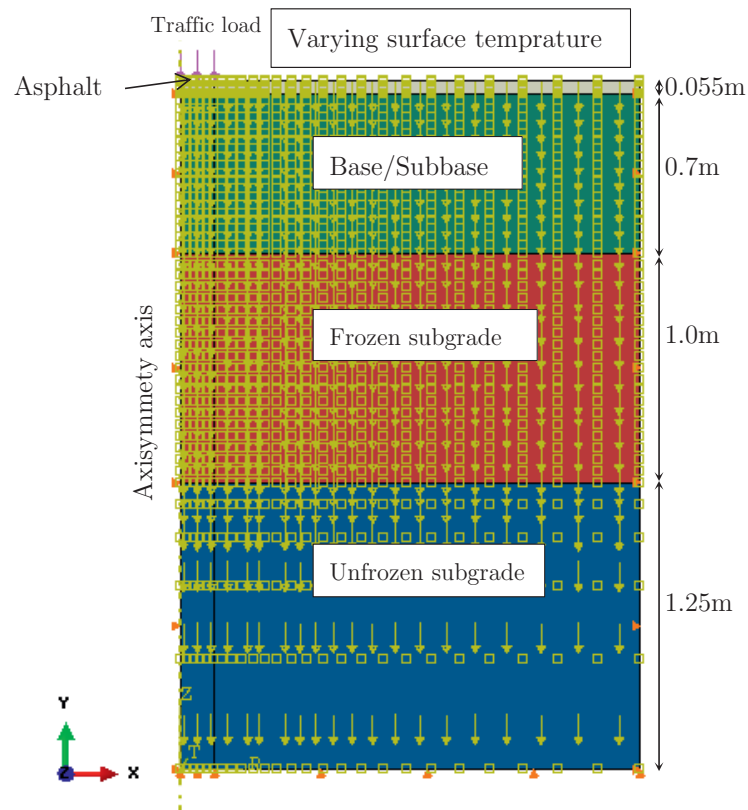 Traffic load
Varying surface temprature
Asphalt
0.055m
Base/Subbase
0.7m
Frozen subgrade
1.0m
Axisymmety axis
Unfrozen subgrade
1.25m
Y
Z
T
R
Z
X